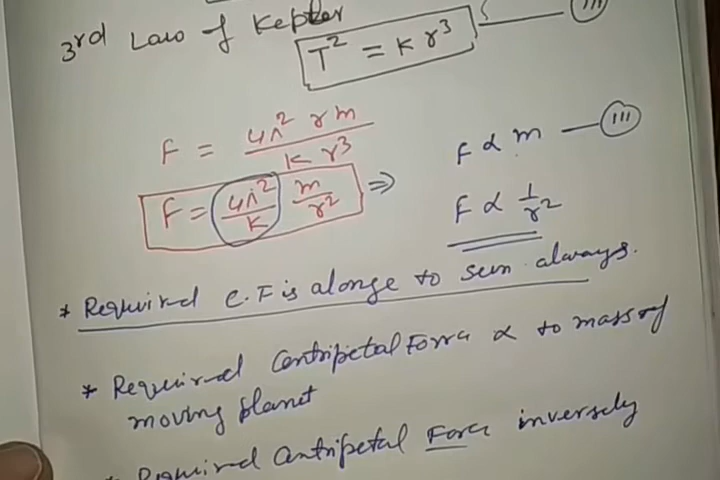 3rd Law of Kepler
T² = k r³ (III)
F = 4π² r m / k r³
F ∝ m — (III)
F = 4π²/k m/r² ⇒
F ∝ 1/r²
* Required C.F is alonge to sun always.
* Required Centripetal Force ∝ to mass of
moving planet
* Required Centripetal Force inversely